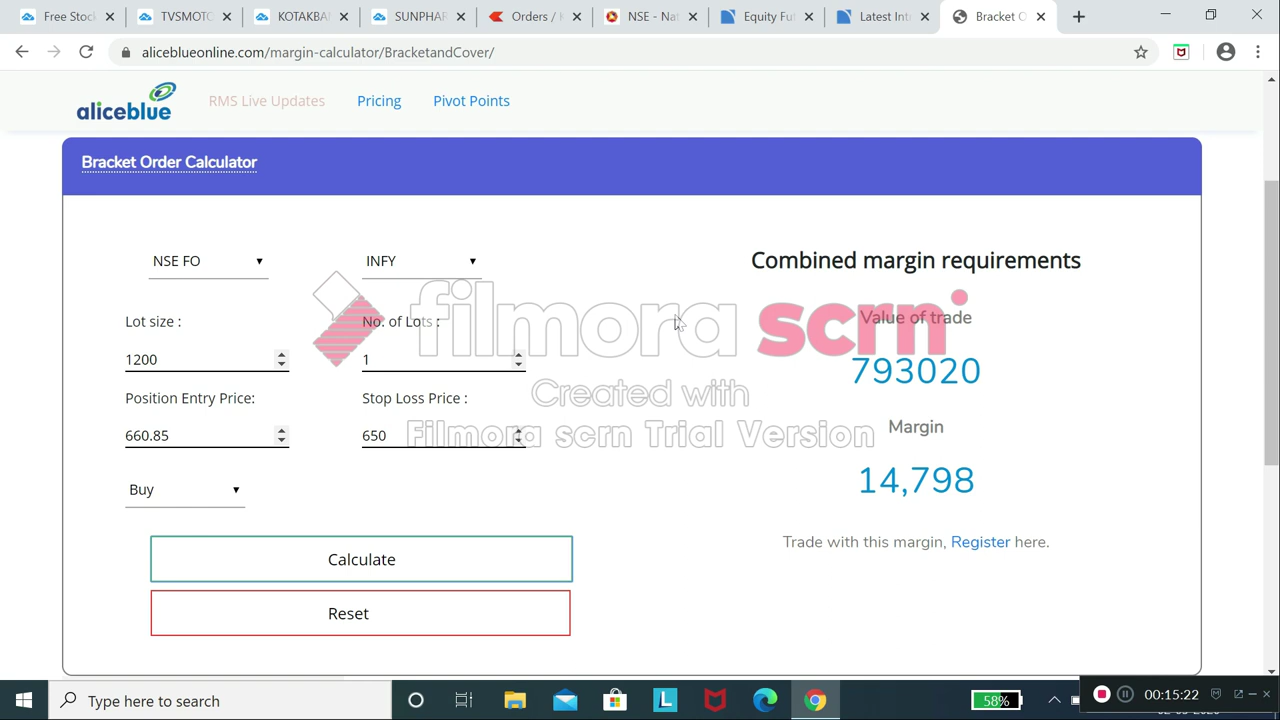 Free Stock
TVSMOTO
KOTAKBA
SUNPHAR
Orders / K
NSE - Nat
Equity Fut
Latest Int
Bracket O
aliceblueonline.com/margin-calculator/BracketandCover/
aliceblue
RMS Live Updates
Pricing
Pivot Points
Bracket Order Calculator
NSE FO
INFY
Combined margin requirements
Lot size :
No. of Lots :
Value of trade
filmora scrn
1200
1
793020
Created with
Position Entry Price:
Stop Loss Price :
Margin
Filmora scrn Trial Version
660.85
650
14,798
Buy
Trade with this margin, Register here.
Calculate
Reset
Type here to search
L
58%
00:15:22